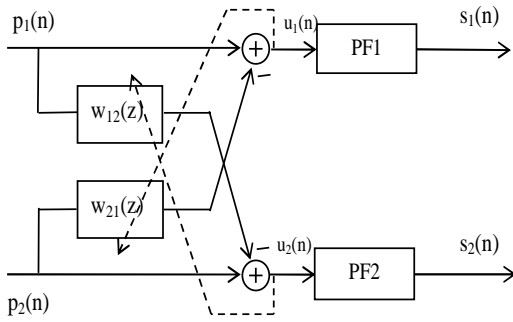 p₁(n)
u₁(n)
s₁(n)
PF1
+
–
w₁₂(z)
w₂₁(z)
–
+
u₂(n)
PF2
s₂(n)
p₂(n)